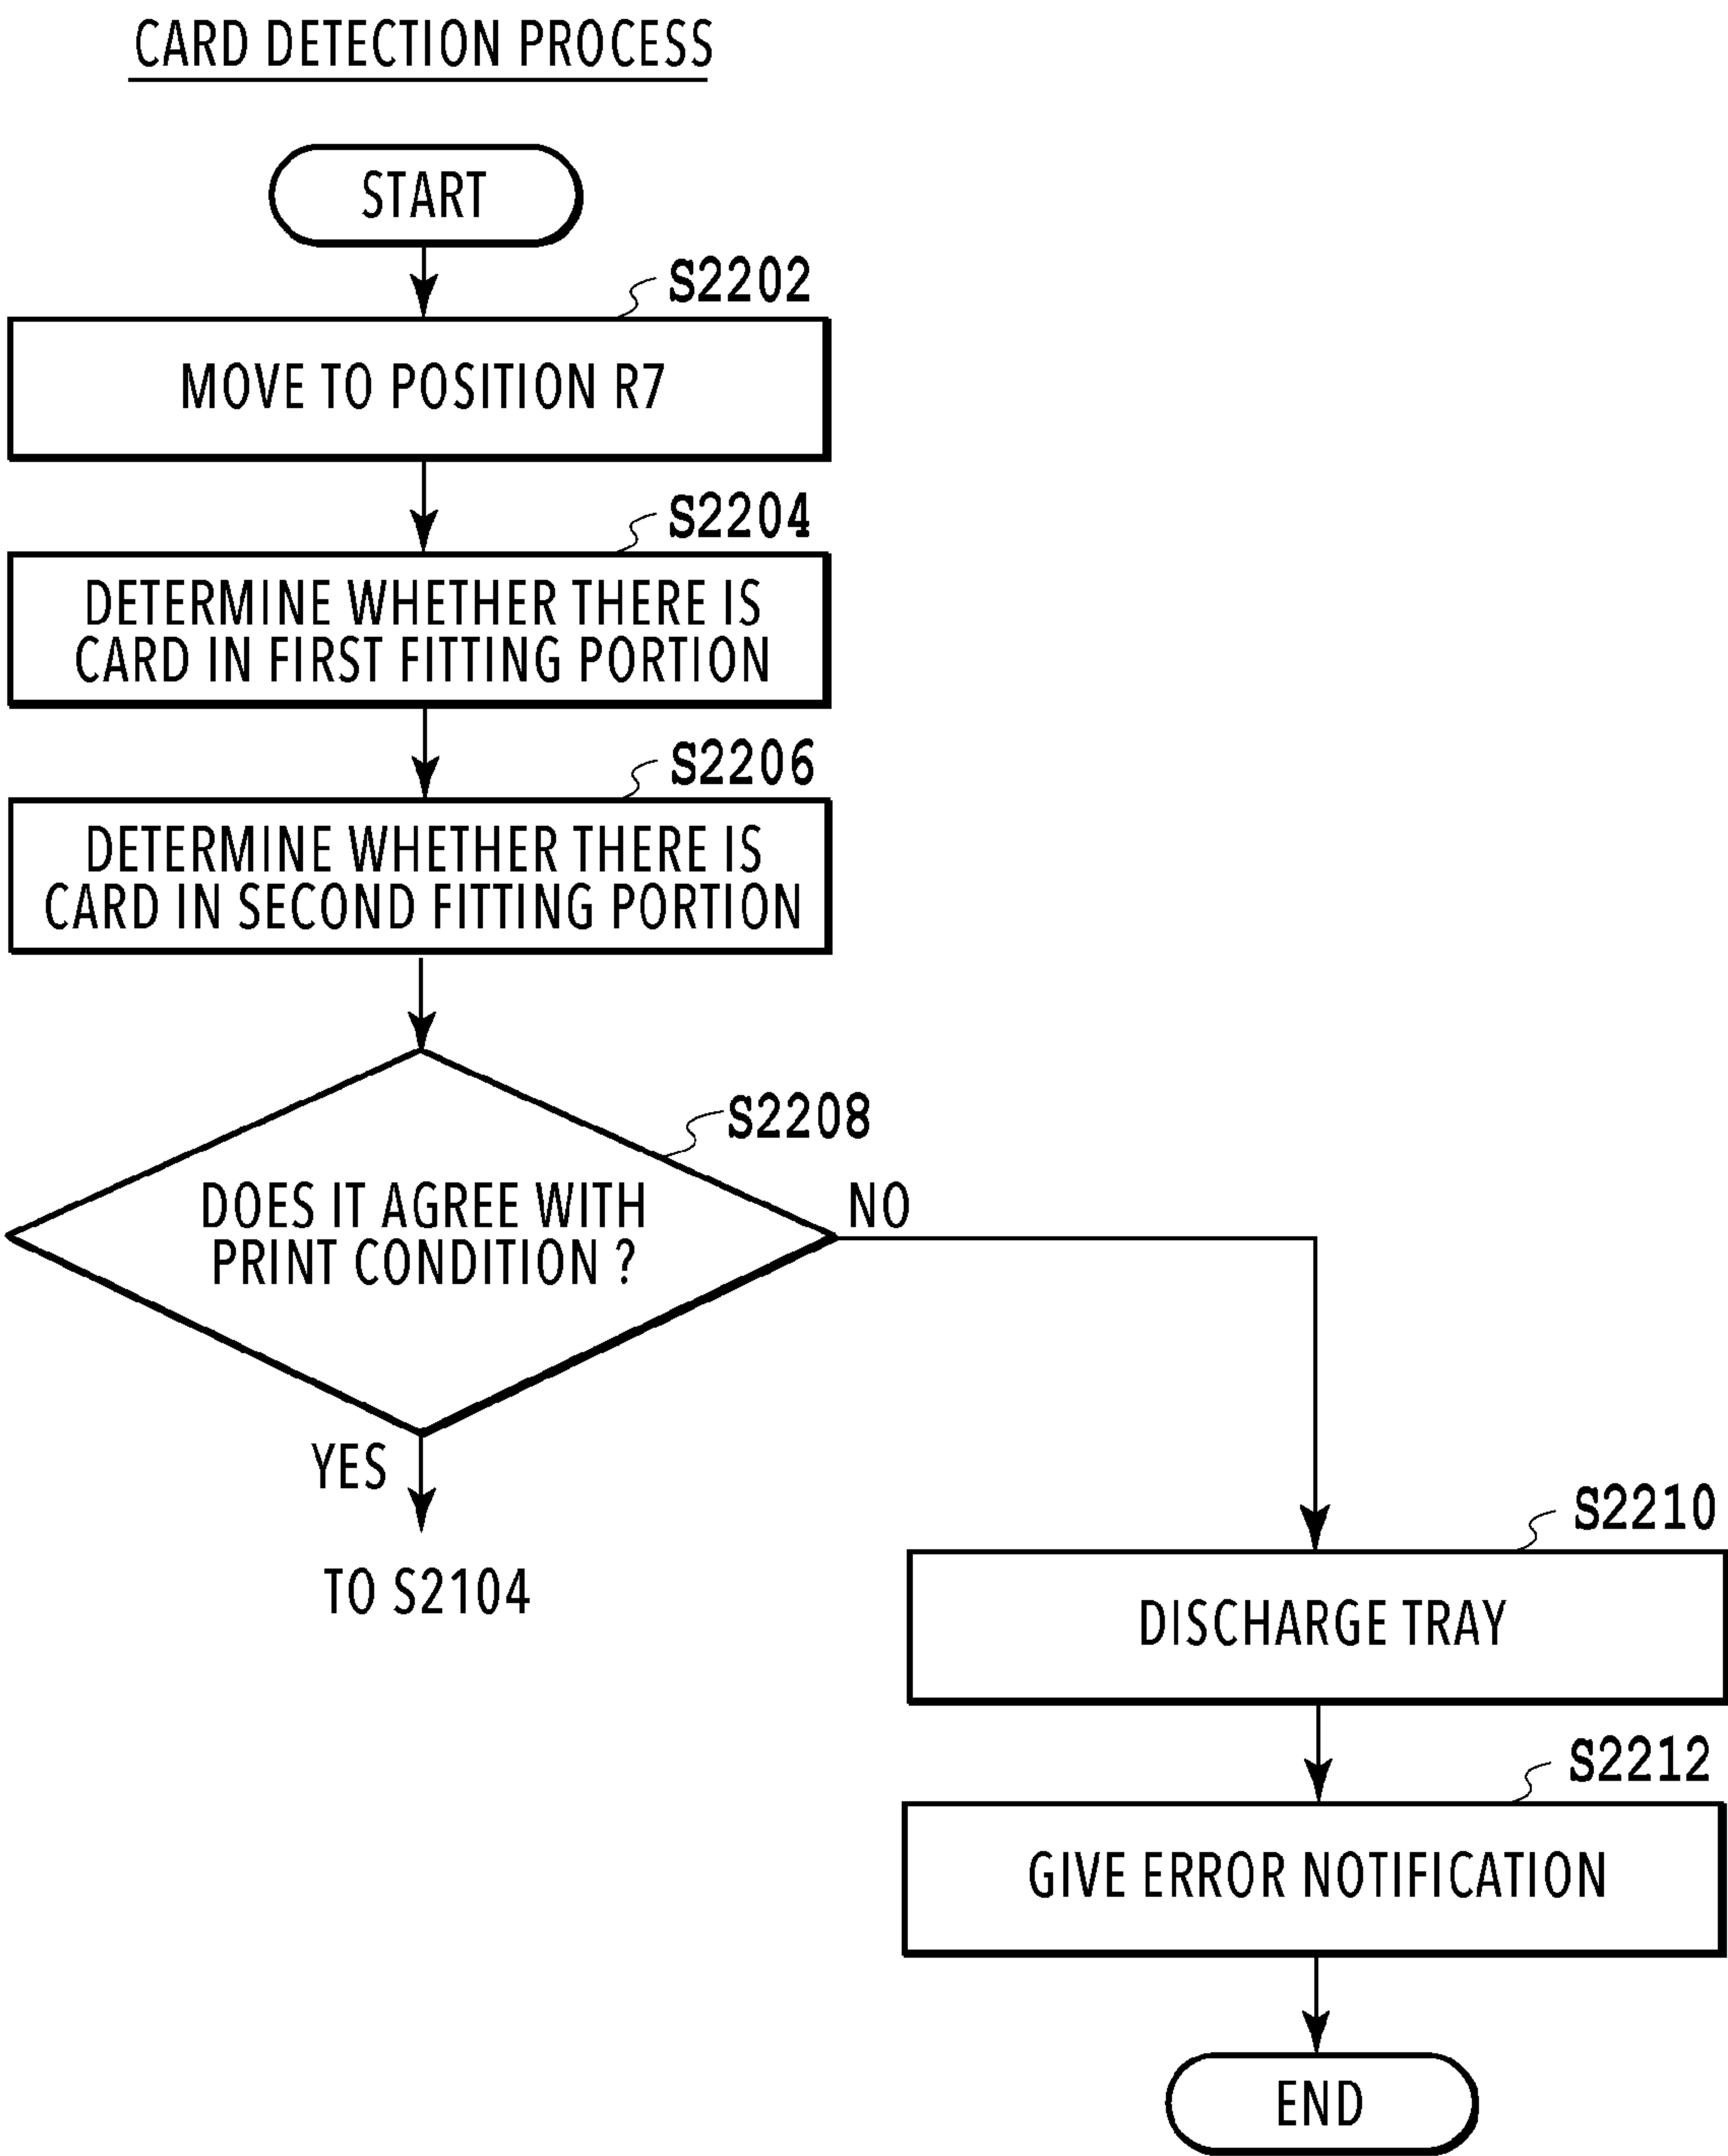 CARD DETECTION PROCESS
START
S2202
MOVE TO POSITION R7
S2204
DETERMINE WHETHER THERE IS
CARD IN FIRST FITTING PORTION
S2206
DETERMINE WHETHER THERE IS
CARD IN SECOND FITTING PORTION
S2208
DOES IT AGREE WITH
PRINT CONDITION ?
NO
YES
TO S2104
S2210
DISCHARGE TRAY
S2212
GIVE ERROR NOTIFICATION
END